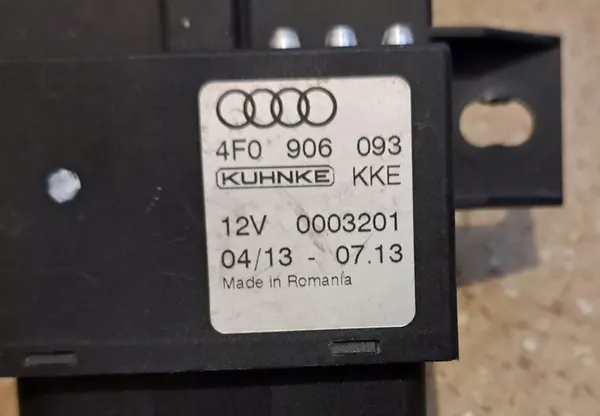 4F0 906 093
KUHNKE KKE
12V 0003201
04/13 - 07.13
Made in Romania